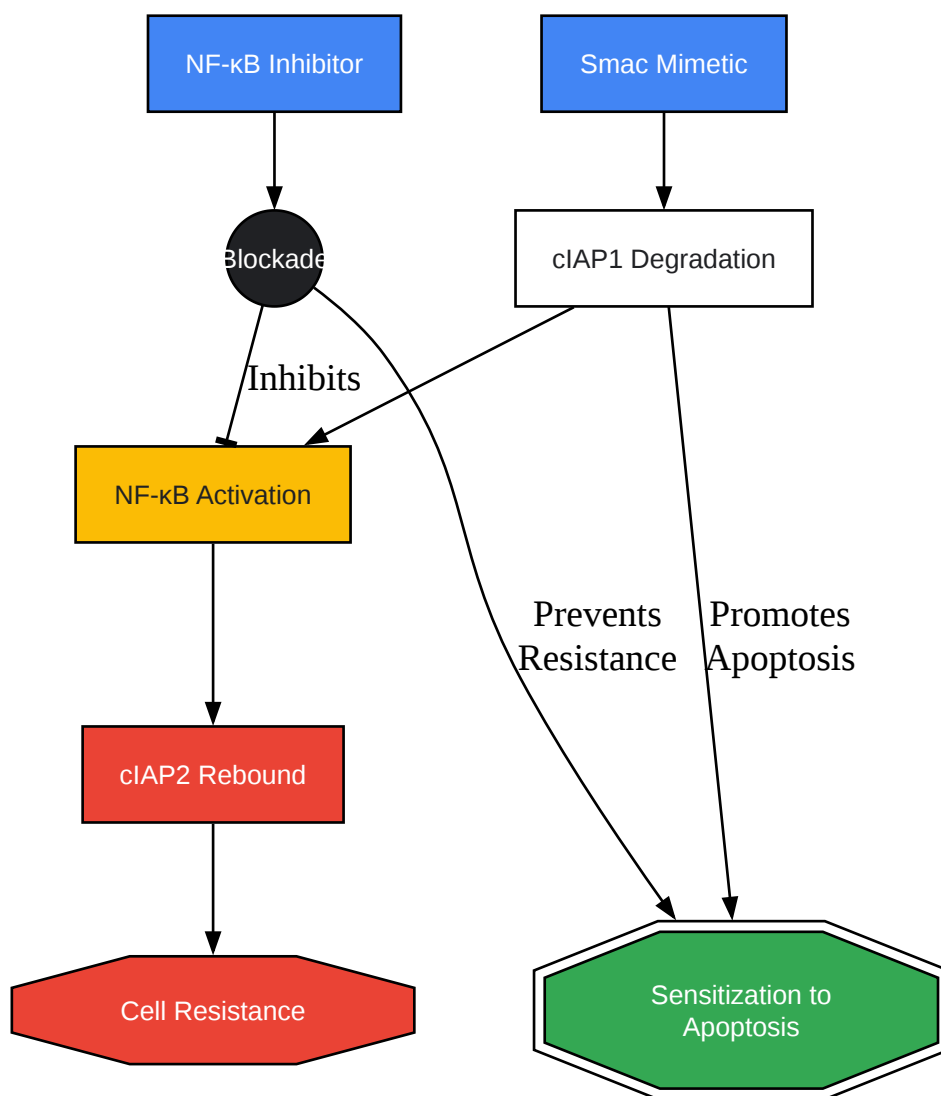 NF-κB Inhibitor
Smac Mimetic
Blockade
cIAP1 Degradation
Inhibits
NF-κB Activation
Prevents
Resistance
Promotes
Apoptosis
cIAP2 Rebound
Cell Resistance
Sensitization to
Apoptosis